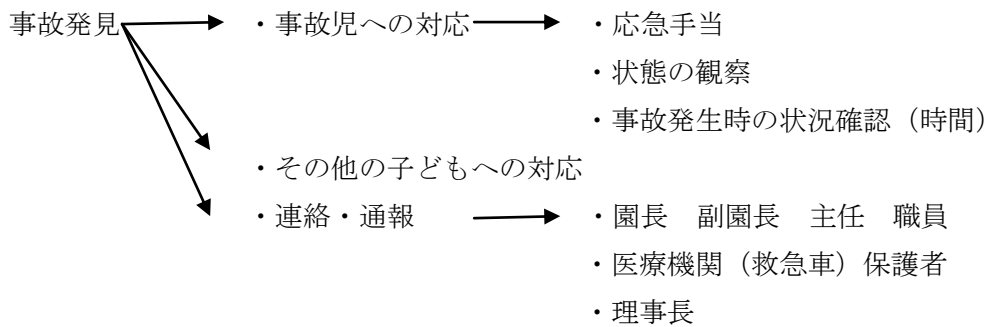 事故発見 ・事故児への対応 ・応急手当
・状態の観察
・事故発生時の状況確認（時間）
・その他の子どもへの対応
・連絡・通報 ・園長　副園長　主任　職員
・医療機関（救急車）保護者
・理事長